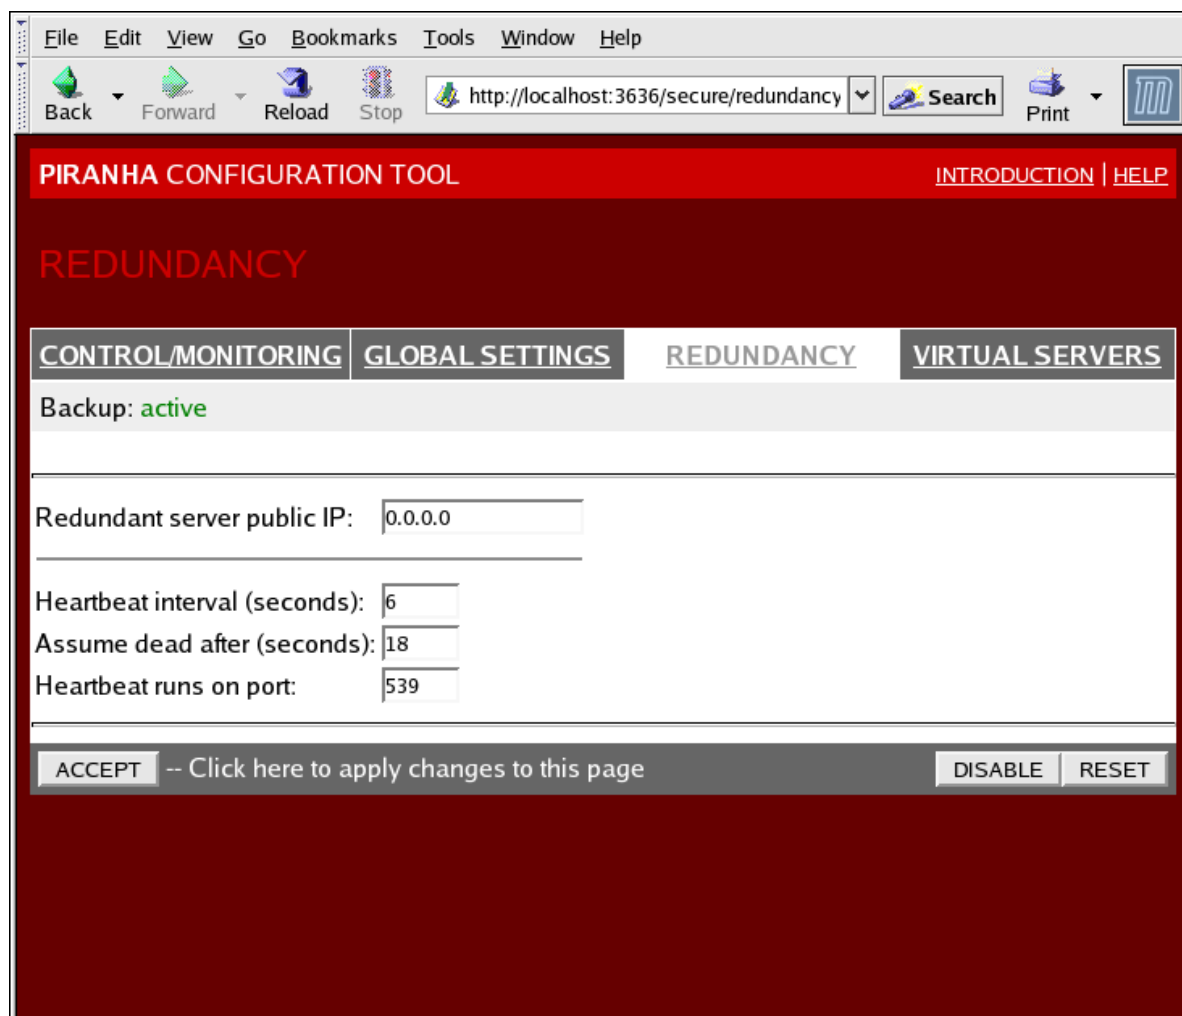 File Edit View Go Bookmarks Tools Window Help
Back Forward Reload Stop http://localhost:3636/secure/redundancy Search Print
PIRANHA CONFIGURATION TOOL INTRODUCTION | HELP
REDUNDANCY
CONTROL/MONITORING GLOBAL SETTINGS REDUNDANCY VIRTUAL SERVERS
Backup: active
Redundant server public IP: 0.0.0.0
Heartbeat interval (seconds): 6
Assume dead after (seconds): 18
Heartbeat runs on port: 539
ACCEPT -- Click here to apply changes to this page DISABLE RESET